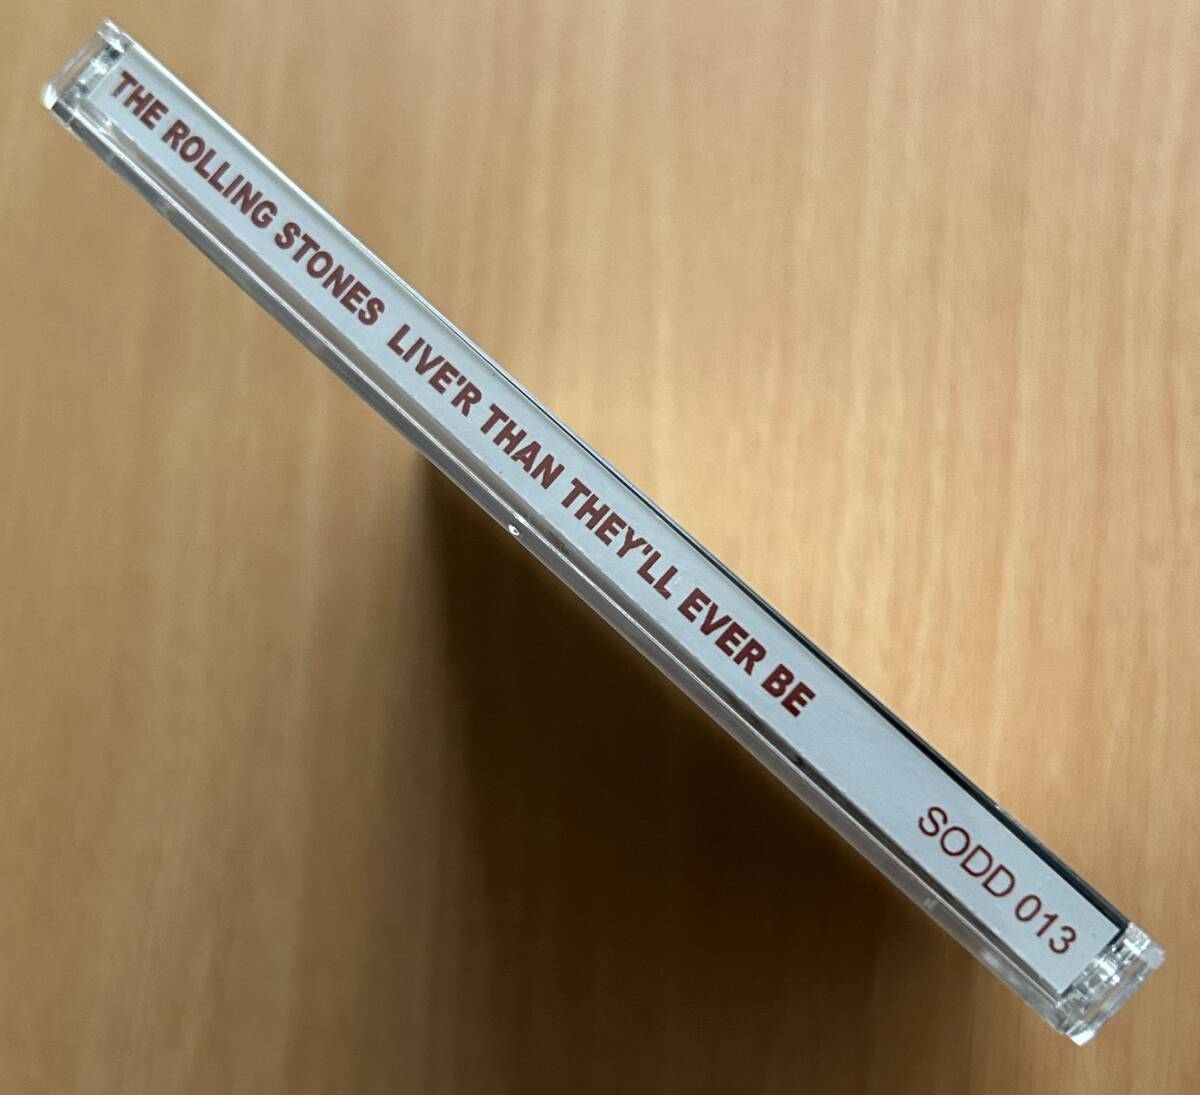 THE ROLLING STONES LIVE'R THAN THEY'LL EVER BE SODD 013